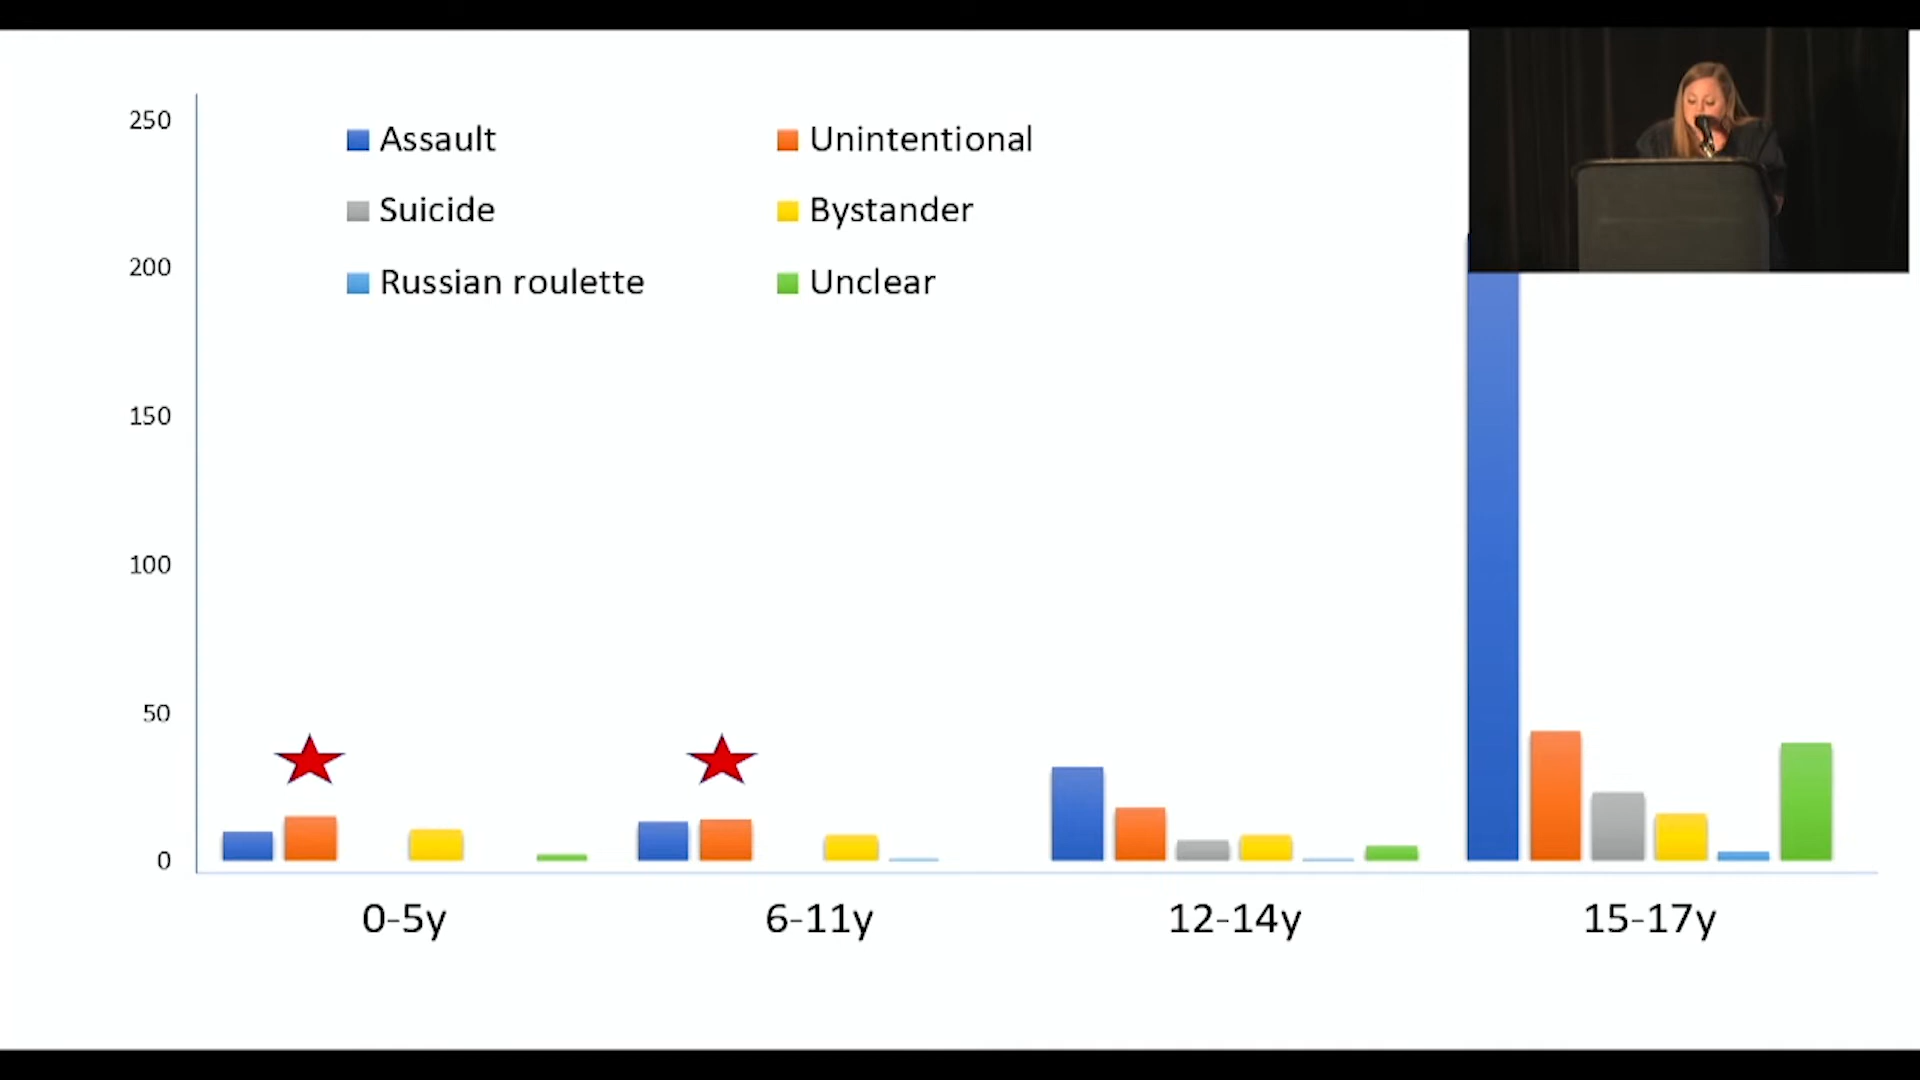 250
Assault
Unintentional
Suicide
Bystander
200
Russian roulette
Unclear
150
100
50
0
0-5y
6-11y
12-14y
15-17y